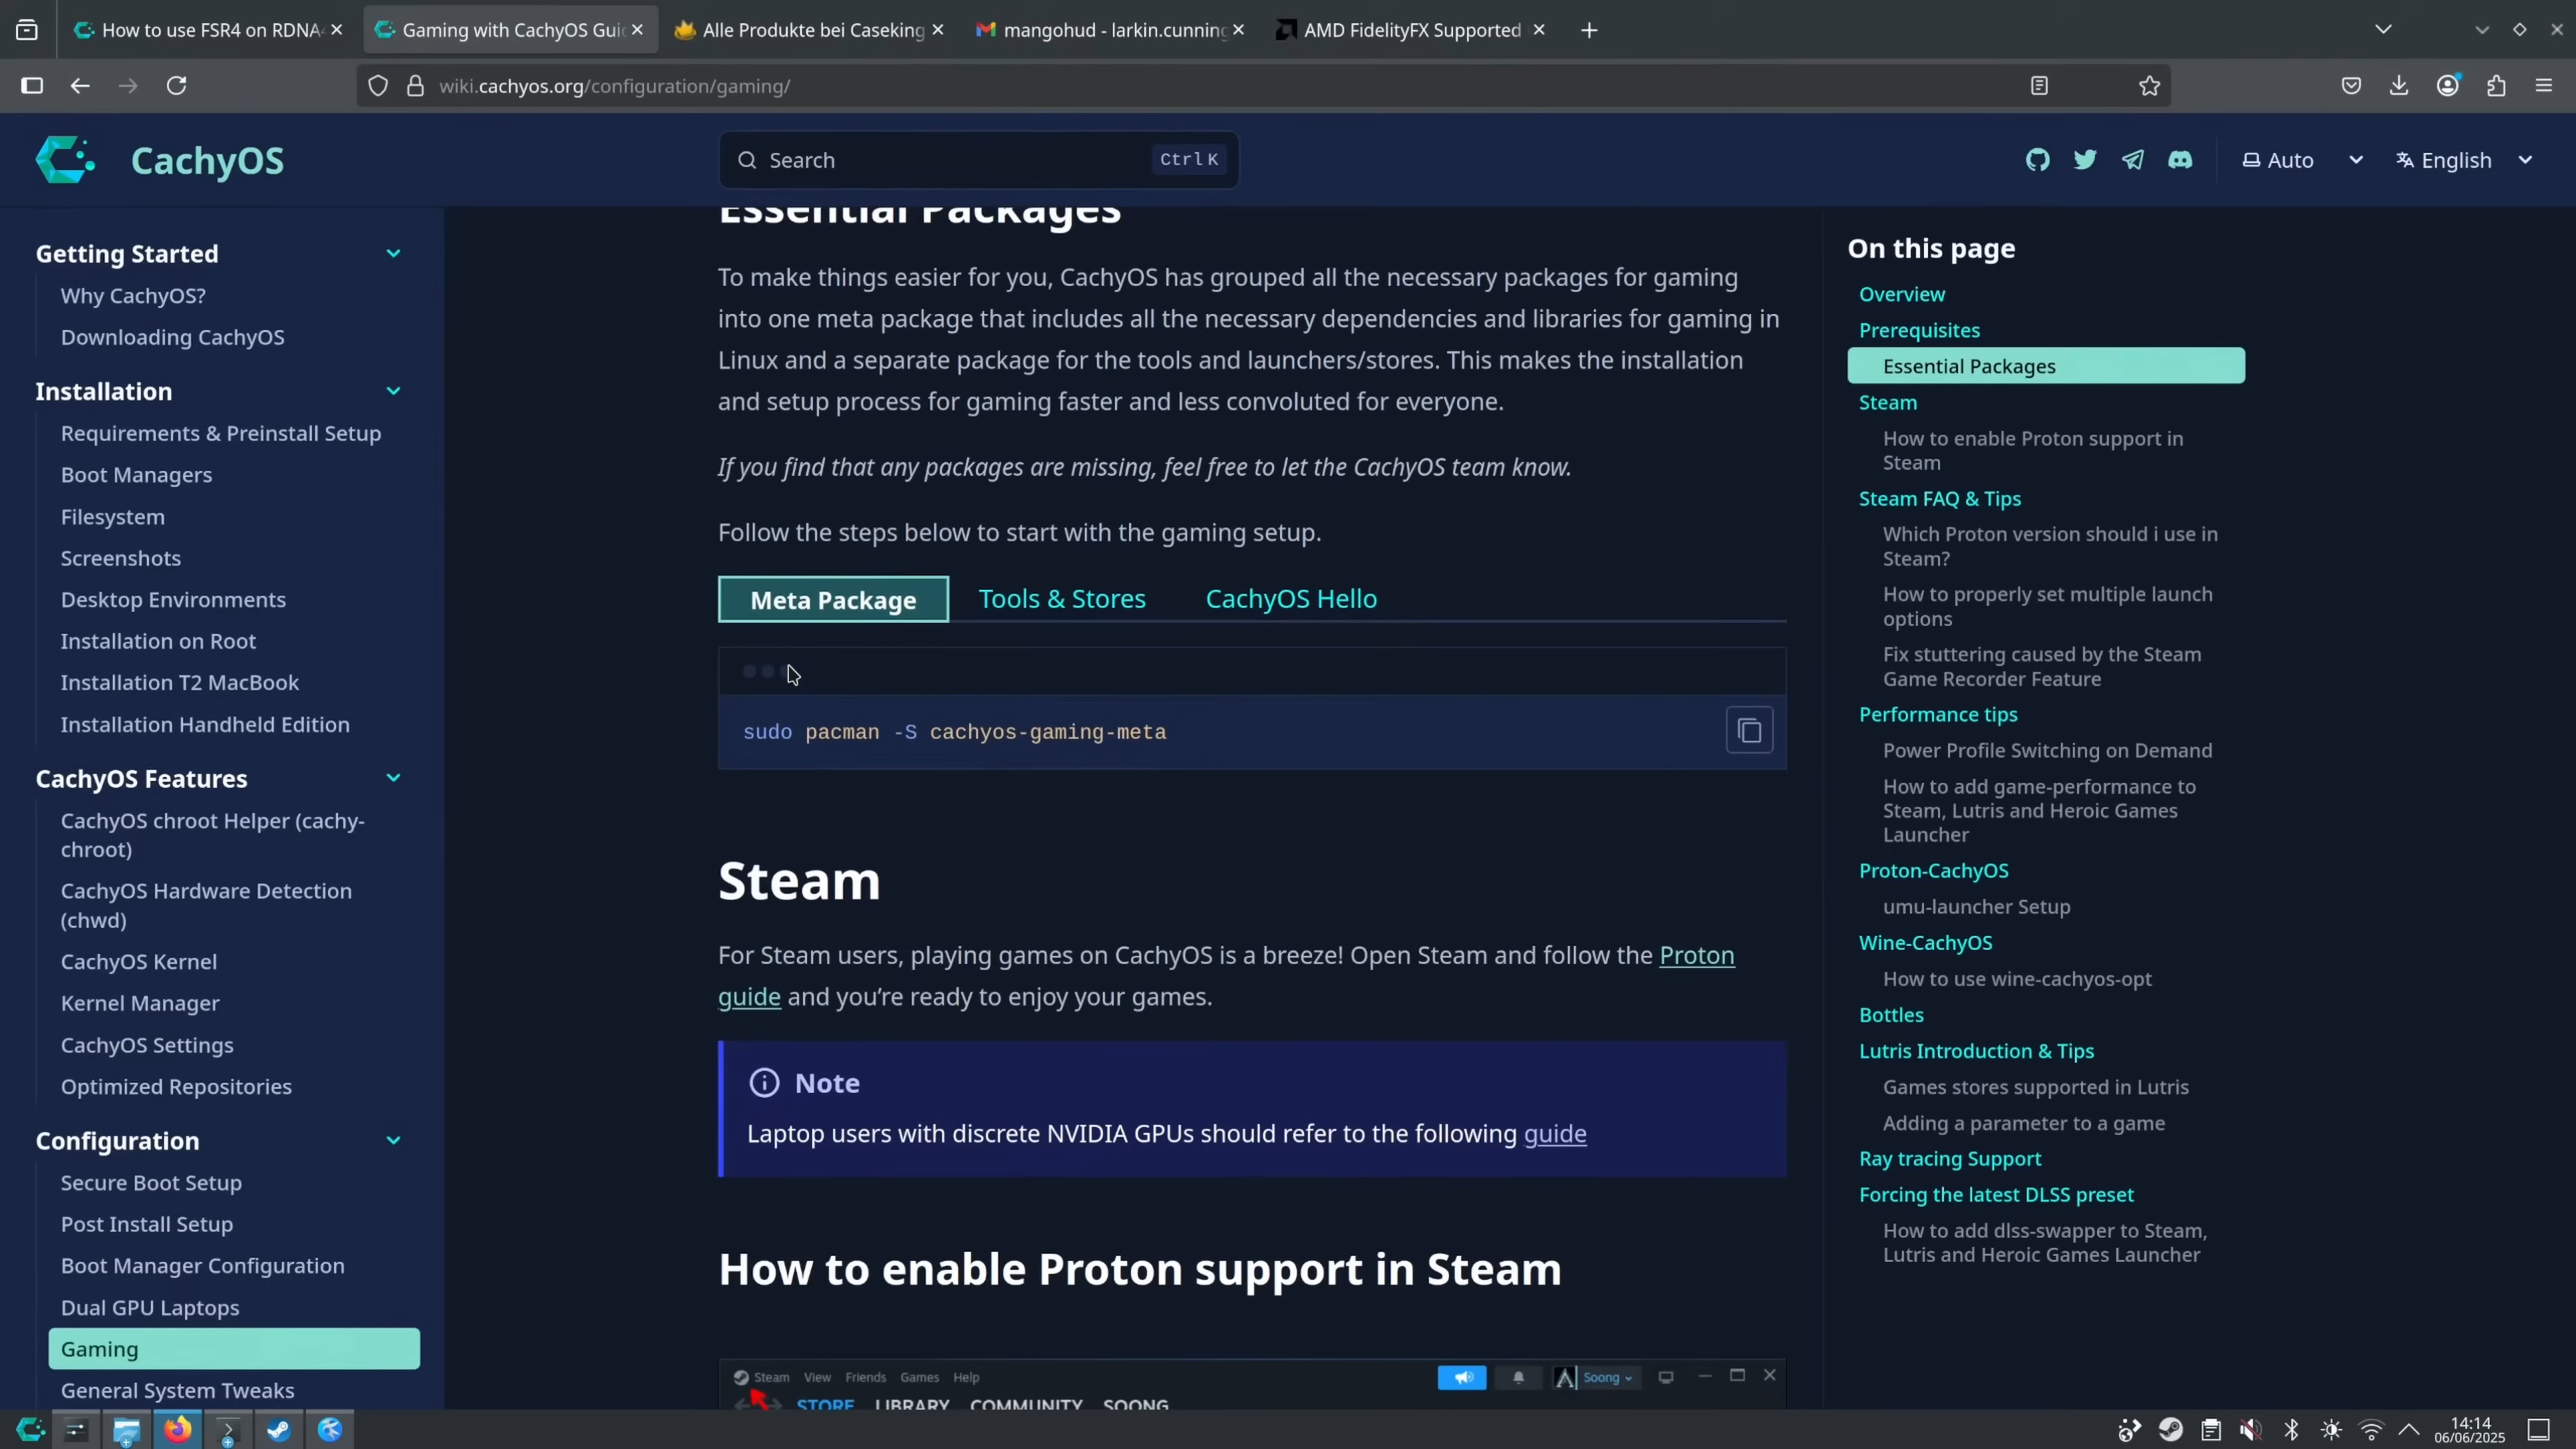 How to use FSR4 on RDNA4
Gaming with CachyOS Guid
Alle Produkte bei Caseking
mangohud - larkin.cunning
AMD FidelityFX Supported
wiki.cachyos.org/configuration/gaming/
CachyOS
Search
Ctrl K
Auto
English
Getting Started
Why CachyOS?
Downloading CachyOS
Installation
Requirements & Preinstall Setup
Boot Managers
Filesystem
Screenshots
Desktop Environments
Installation on Root
Installation T2 MacBook
Installation Handheld Edition
CachyOS Features
CachyOS chroot Helper (cachy-
chroot)
CachyOS Hardware Detection
(chwd)
CachyOS Kernel
Kernel Manager
CachyOS Settings
Optimized Repositories
Configuration
Secure Boot Setup
Post Install Setup
Boot Manager Configuration
Dual GPU Laptops
Gaming
General System Tweaks
Essential Packages
To make things easier for you, CachyOS has grouped all the necessary packages for gaming
into one meta package that includes all the necessary dependencies and libraries for gaming in
Linux and a separate package for the tools and launchers/stores. This makes the installation
and setup process for gaming faster and less convoluted for everyone.
If you find that any packages are missing, feel free to let the CachyOS team know.
Follow the steps below to start with the gaming setup.
Meta Package
Tools & Stores
CachyOS Hello
sudo pacman -S cachyos-gaming-meta
Steam
For Steam users, playing games on CachyOS is a breeze! Open Steam and follow the Proton
guide and you’re ready to enjoy your games.
Note
Laptop users with discrete NVIDIA GPUs should refer to the following guide
How to enable Proton support in Steam
Steam View Friends Games Help
Soong
STORE LIBRARY COMMUNITY SOONG
On this page
Overview
Prerequisites
Essential Packages
Steam
How to enable Proton support in
Steam
Steam FAQ & Tips
Which Proton version should i use in
Steam?
How to properly set multiple launch
options
Fix stuttering caused by the Steam
Game Recorder Feature
Performance tips
Power Profile Switching on Demand
How to add game-performance to
Steam, Lutris and Heroic Games
Launcher
Proton-CachyOS
umu-launcher Setup
Wine-CachyOS
How to use wine-cachyos-opt
Bottles
Lutris Introduction & Tips
Games stores supported in Lutris
Adding a parameter to a game
Ray tracing Support
Forcing the latest DLSS preset
How to add dlss-swapper to Steam,
Lutris and Heroic Games Launcher
14:14
06/06/2025